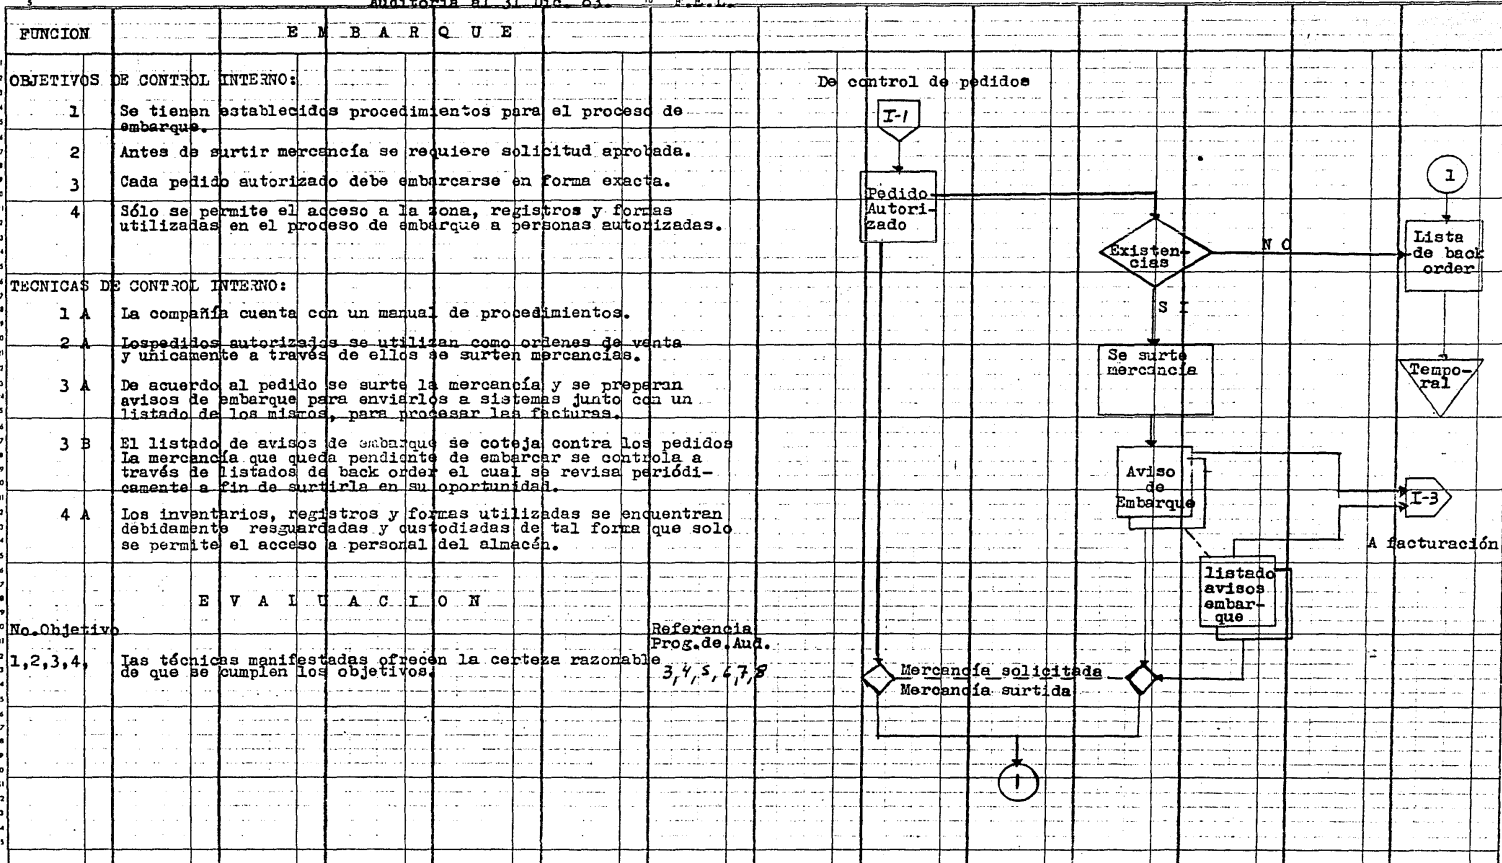 Auditoría al 31 Dic. 83. F.E.L.
FUNCION
E M B A R Q U E
OBJETIVOS DE CONTROL INTERNO:
1 Se tienen establecidos procedimientos para el proceso de
embarque.
2 Antes de surtir mercancía se requiere solicitud aprobada.
3 Cada pedido autorizado debe embarcarse en forma exacta.
4 Sólo se permite el acceso a la zona, registros y formas
utilizadas en el proceso de embarque a personas autorizadas.
TECNICAS DE CONTROL INTERNO:
1 A La compañía cuenta con un manual de procedimientos.
2 A Lospedidos autorizados se utilizan como ordenes de venta
y unicamente a través de ellos se surten mercancías.
3 A De acuerdo al pedido se surte la mercancía y se preparan
avisos de embarque para enviarlos a sistemas junto con un
listado de los mismos, para procesar las facturas.
3 B El listado de avisos de embarque se coteja contra los pedidos
La mercancía que queda pendiente de embarcar se controla a
través de listados de back order el cual se revisa periódi-
camente a fin de surtirla en su oportunidad.
4 A Los inventarios, registros y formas utilizadas se encuentran
debidamente resguardadas y custodiadas de tal forma que solo
se permite el acceso a personal del almacén.
E V A L U A C I O N
No.Objetivo
Referencia
Prog.de Aud.
1,2,3,4, Las técnicas manifestadas ofrecen la certeza razonable
de que se cumplen los objetivos.
3,4,5,6,7,8
De control de pedidos
I-1
Pedido
Autori-
zado
Existen-
cias
N O
S I
1
Lista
de back
order
Tempo-
ral
Se surte
mercancía
Aviso
de
Embarque
I-3
A facturación
listado
avisos
embar-
que
Mercancía solicitada
Mercancía surtida
1